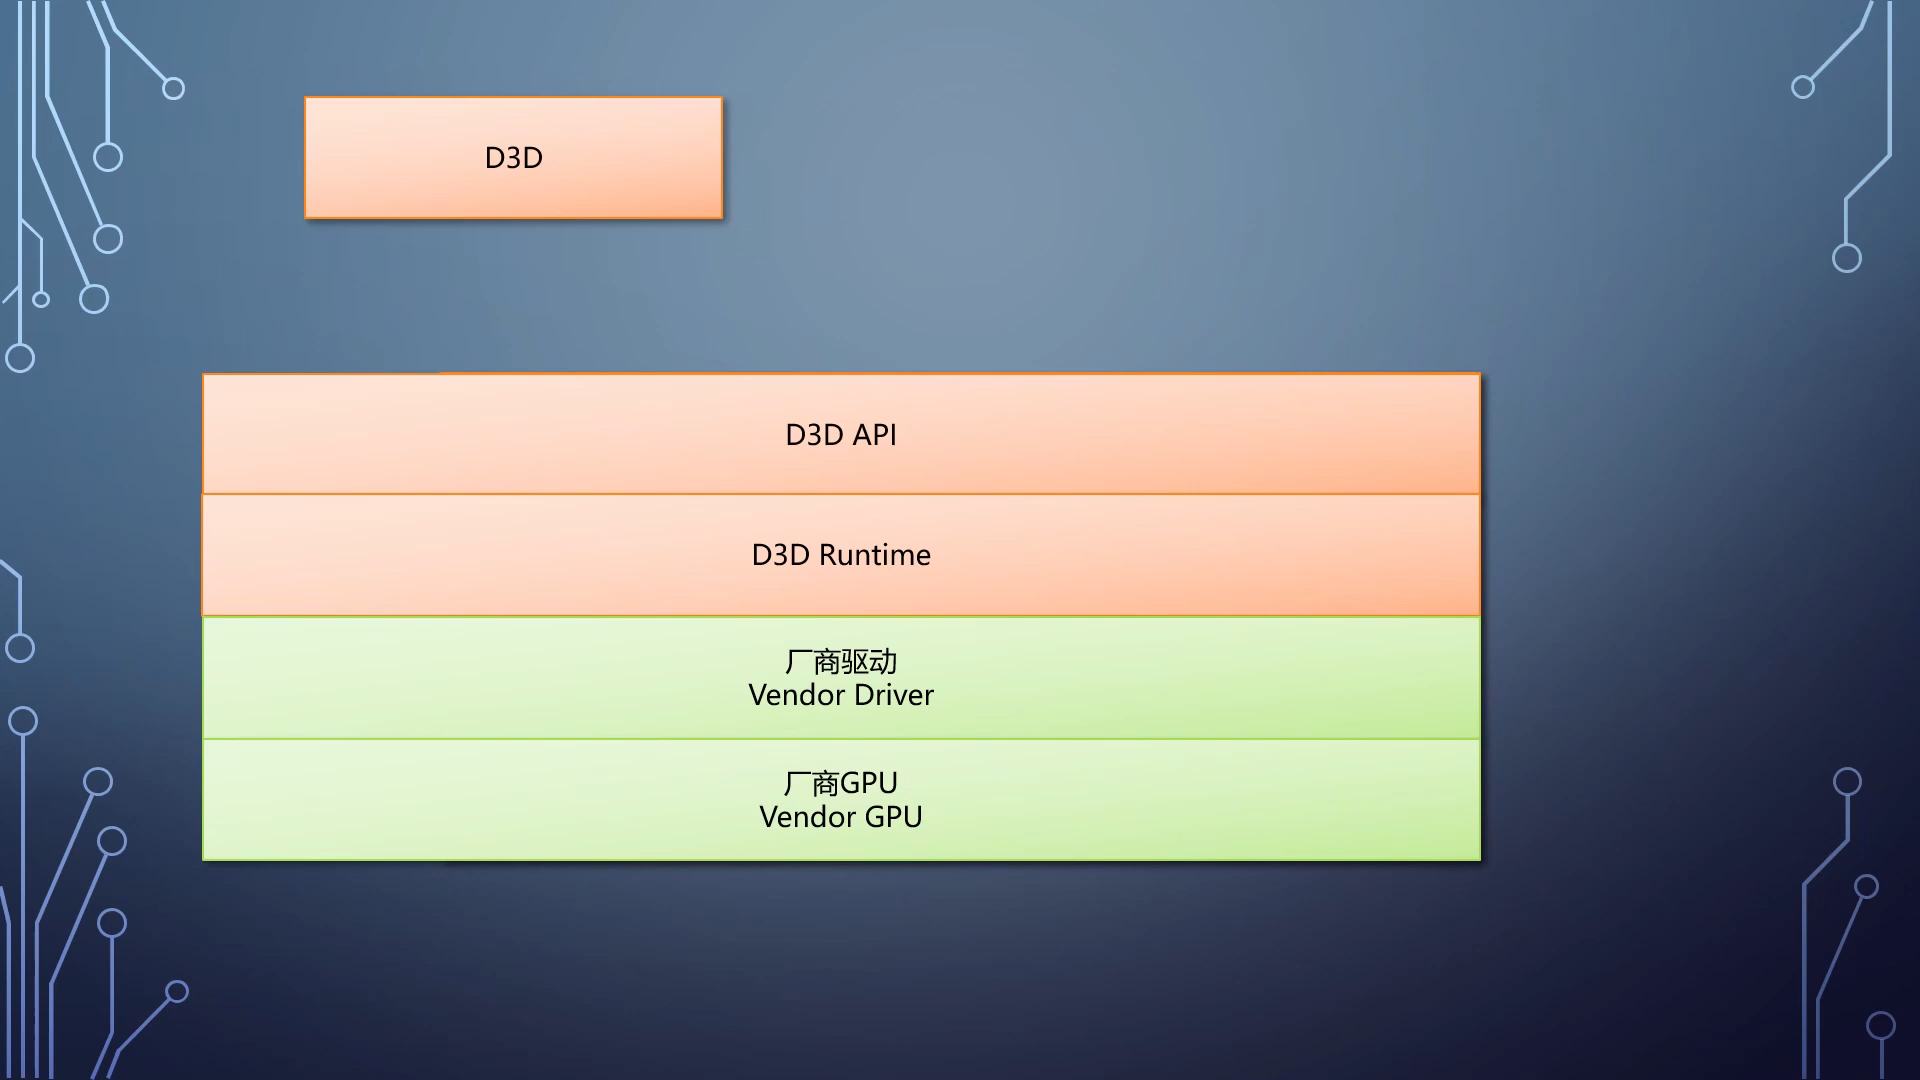 D3D
D3D API
D3D Runtime
厂商驱动
Vendor Driver
厂商GPU
Vendor GPU